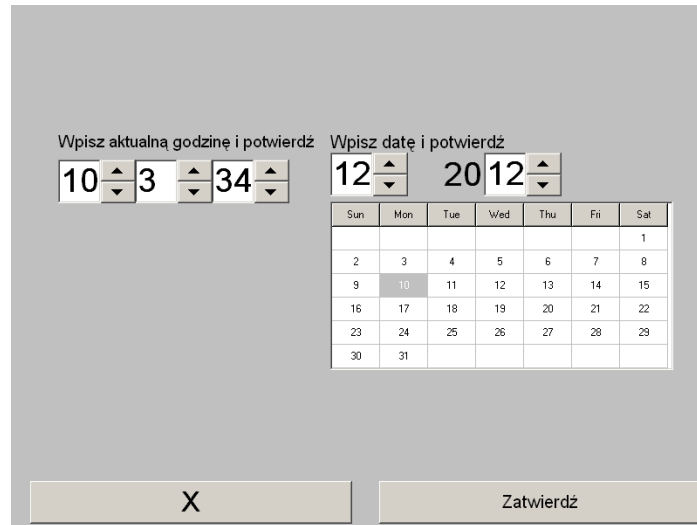 Wpisz aktualną godzinę i potwierdź
10 3 34
Wpisz datę i potwierdź
12 20 12
Sun Mon Tue Wed Thu Fri Sat
1
2 3 4 5 6 7 8
9 10 11 12 13 14 15
16 17 18 19 20 21 22
23 24 25 26 27 28 29
30 31
X Zatwierdź